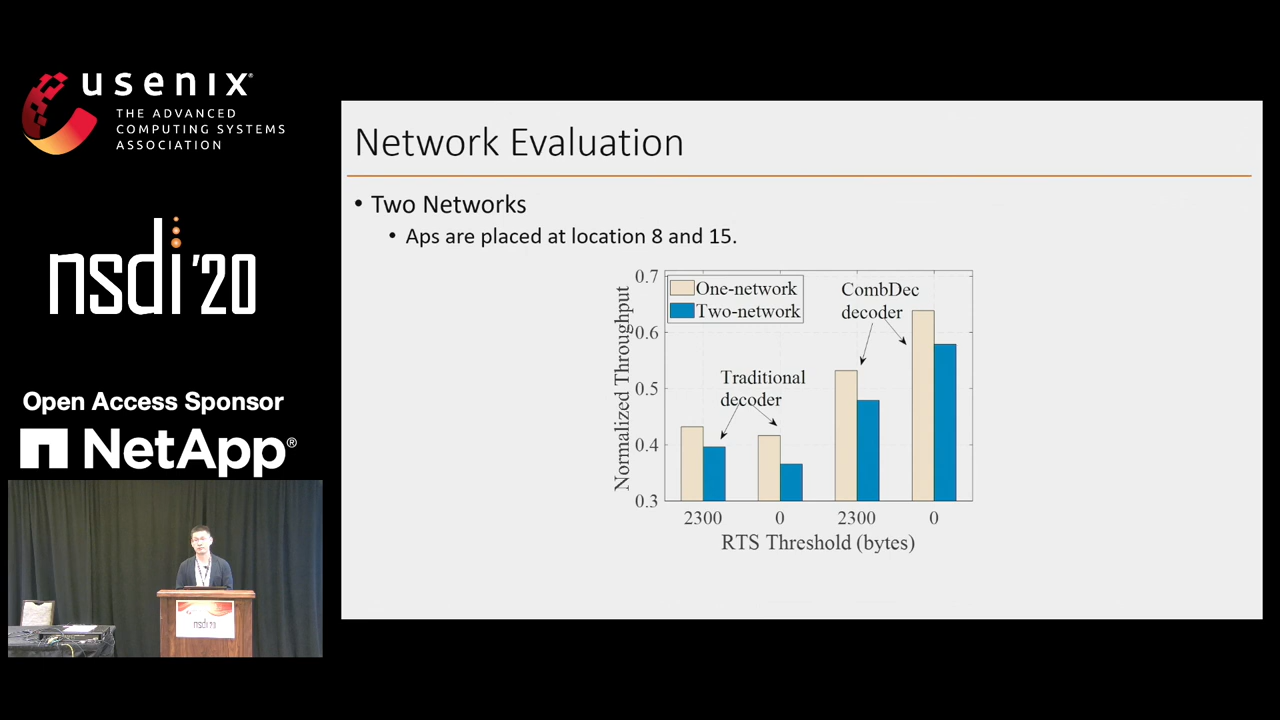 usenix
THE ADVANCED
COMPUTING SYSTEMS
ASSOCIATION
nsdi '20
Open Access Sponsor
NetApp®
nsdi '20
Network Evaluation
• Two Networks
• Aps are placed at location 8 and 15.
Normalized Throughput
0.7
0.6
0.5
0.4
0.3
One-network
Two-network
CombDec
decoder
Traditional
decoder
2300
0
2300
0
RTS Threshold (bytes)